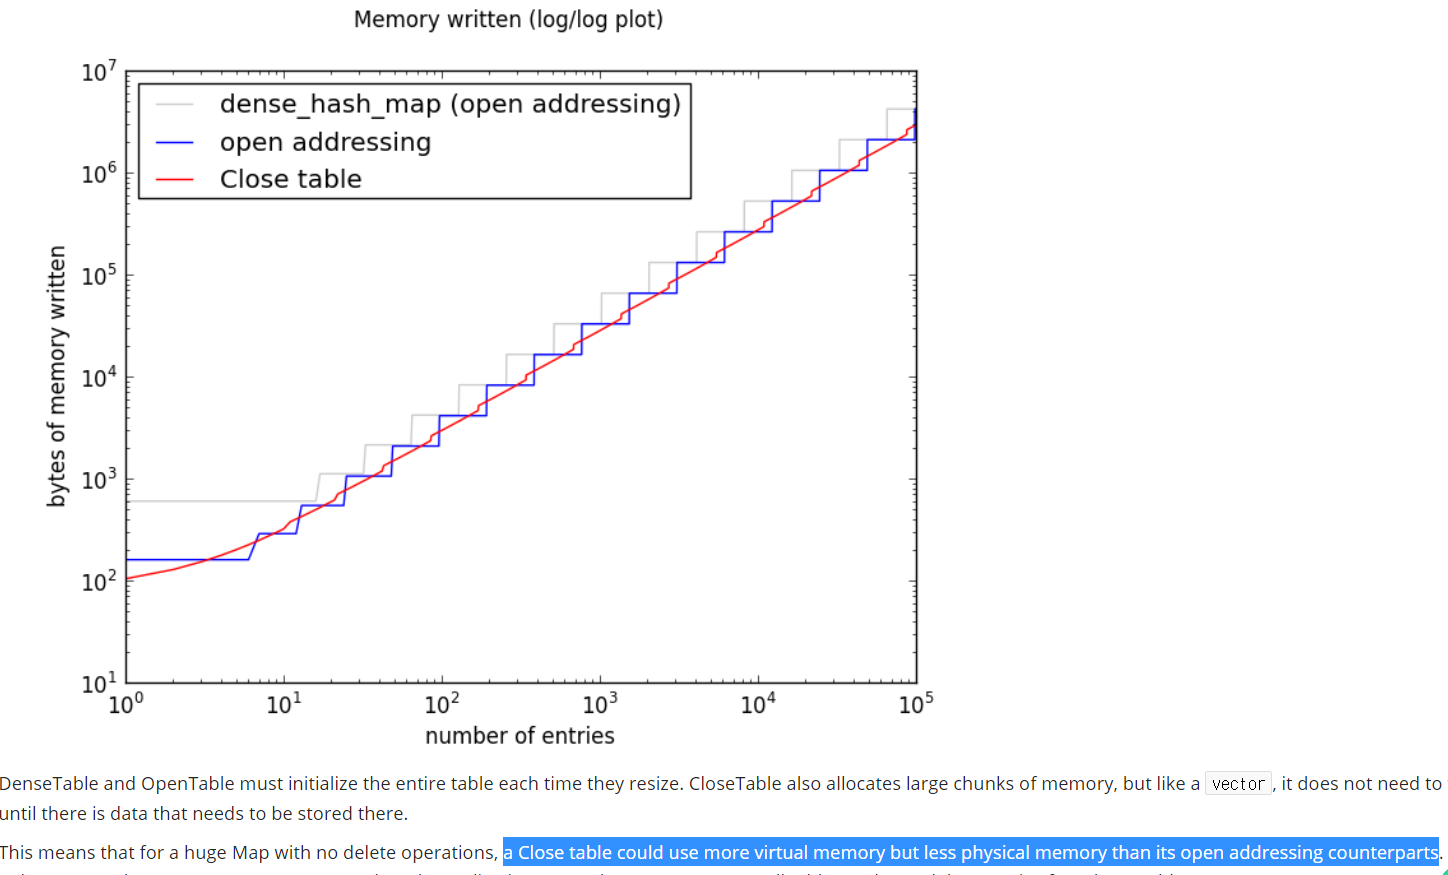 Memory written (log/log plot)
10^7
dense_hash_map (open addressing)
open addressing
Close table
10^6
10^5
10^4
10^3
10^2
10^1
bytes of memory written
10^0 10^1 10^2 10^3 10^4 10^5
number of entries
DenseTable and OpenTable must initialize the entire table each time they resize. CloseTable also allocates large chunks of memory, but like a vector, it does not need to
until there is data that needs to be stored there.
This means that for a huge Map with no delete operations, a Close table could use more virtual memory but less physical memory than its open addressing counterparts.